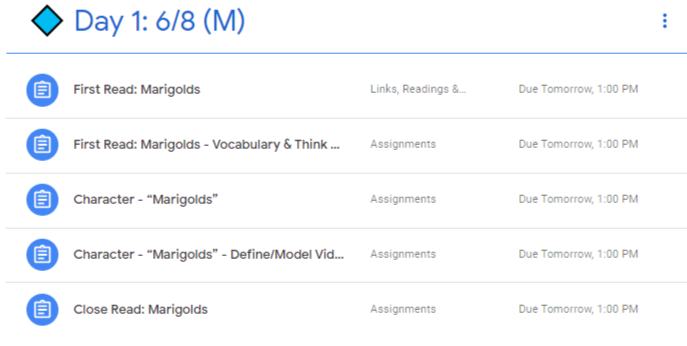 Day 1: 6/8 (M)
First Read: Marigolds Links, Readings &... Due Tomorrow, 1:00 PM
First Read: Marigolds - Vocabulary & Think ... Assignments Due Tomorrow, 1:00 PM
Character - “Marigolds” Assignments Due Tomorrow, 1:00 PM
Character - “Marigolds” - Define/Model Vid... Assignments Due Tomorrow, 1:00 PM
Close Read: Marigolds Assignments Due Tomorrow, 1:00 PM